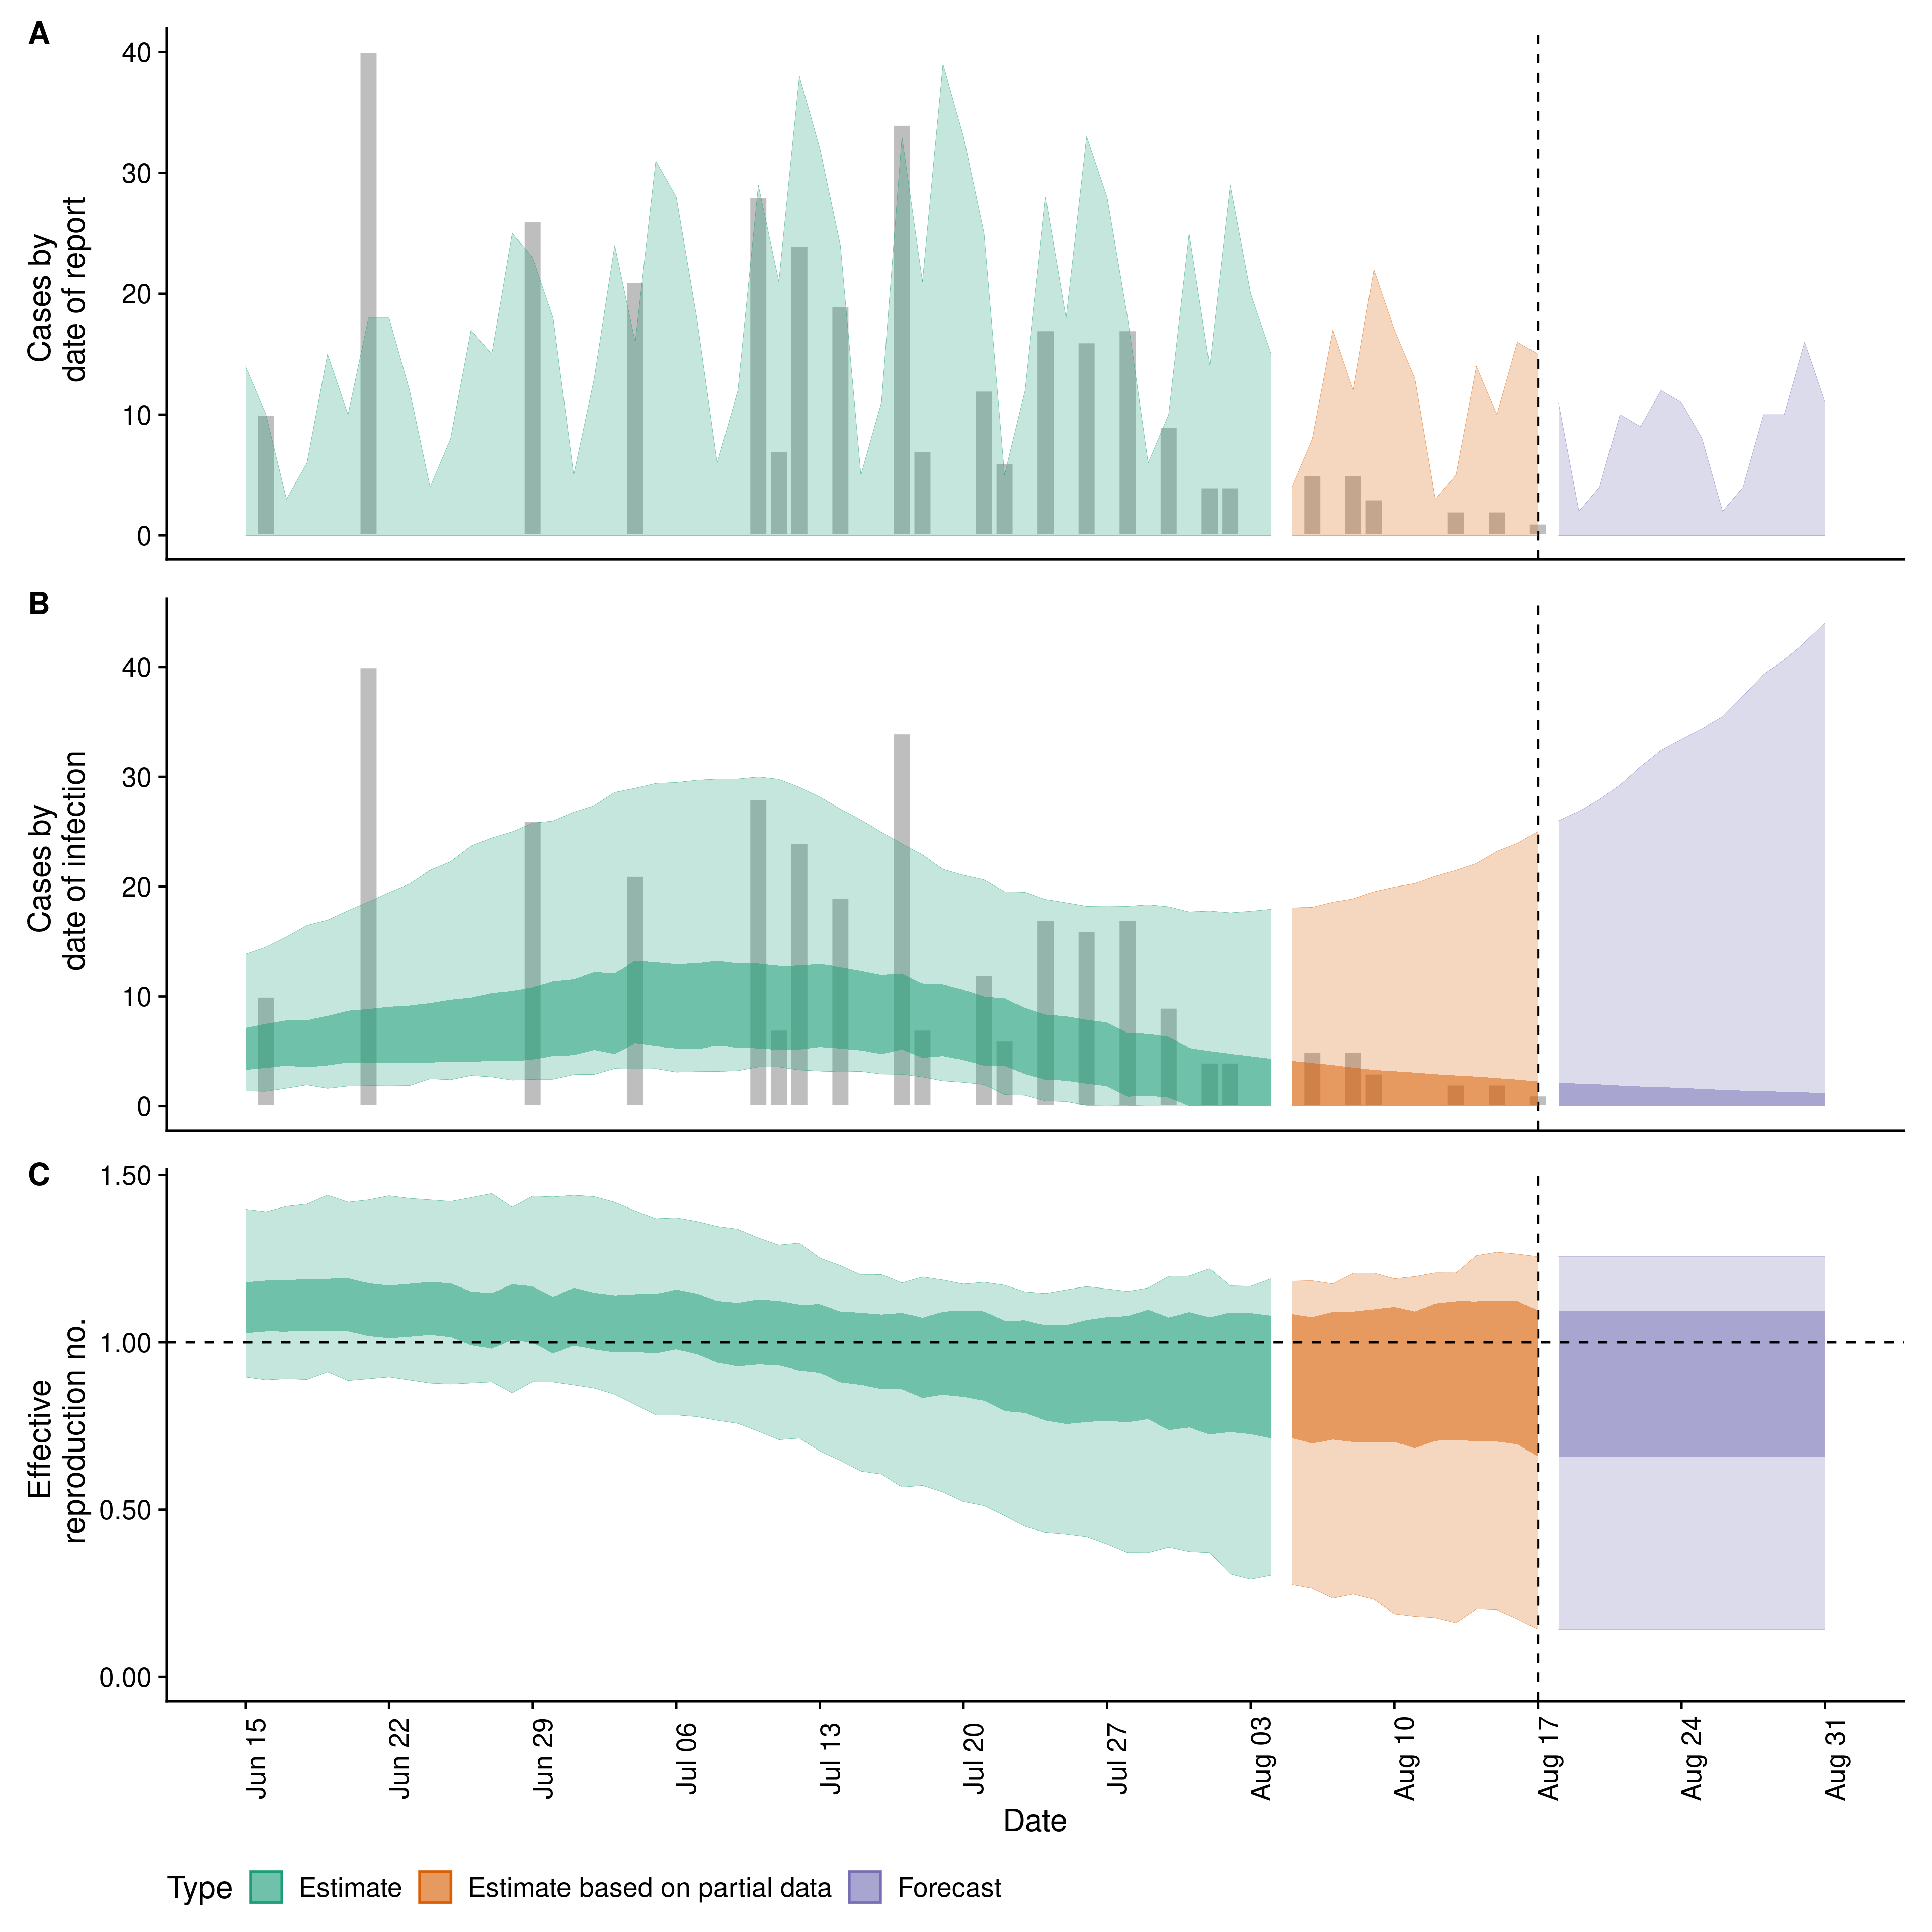 A
Cases by
date of report
40
30
20
10
0
B
Cases by
date of infection
40
30
20
10
0
C
Effective
reproduction no.
1.50
1.00
0.50
0.00
Jun 15
Jun 22
Jun 29
Jul 06
Jul 13
Jul 20
Jul 27
Aug 03
Aug 10
Aug 17
Aug 24
Aug 31
Date
Type Estimate Estimate based on partial data Forecast